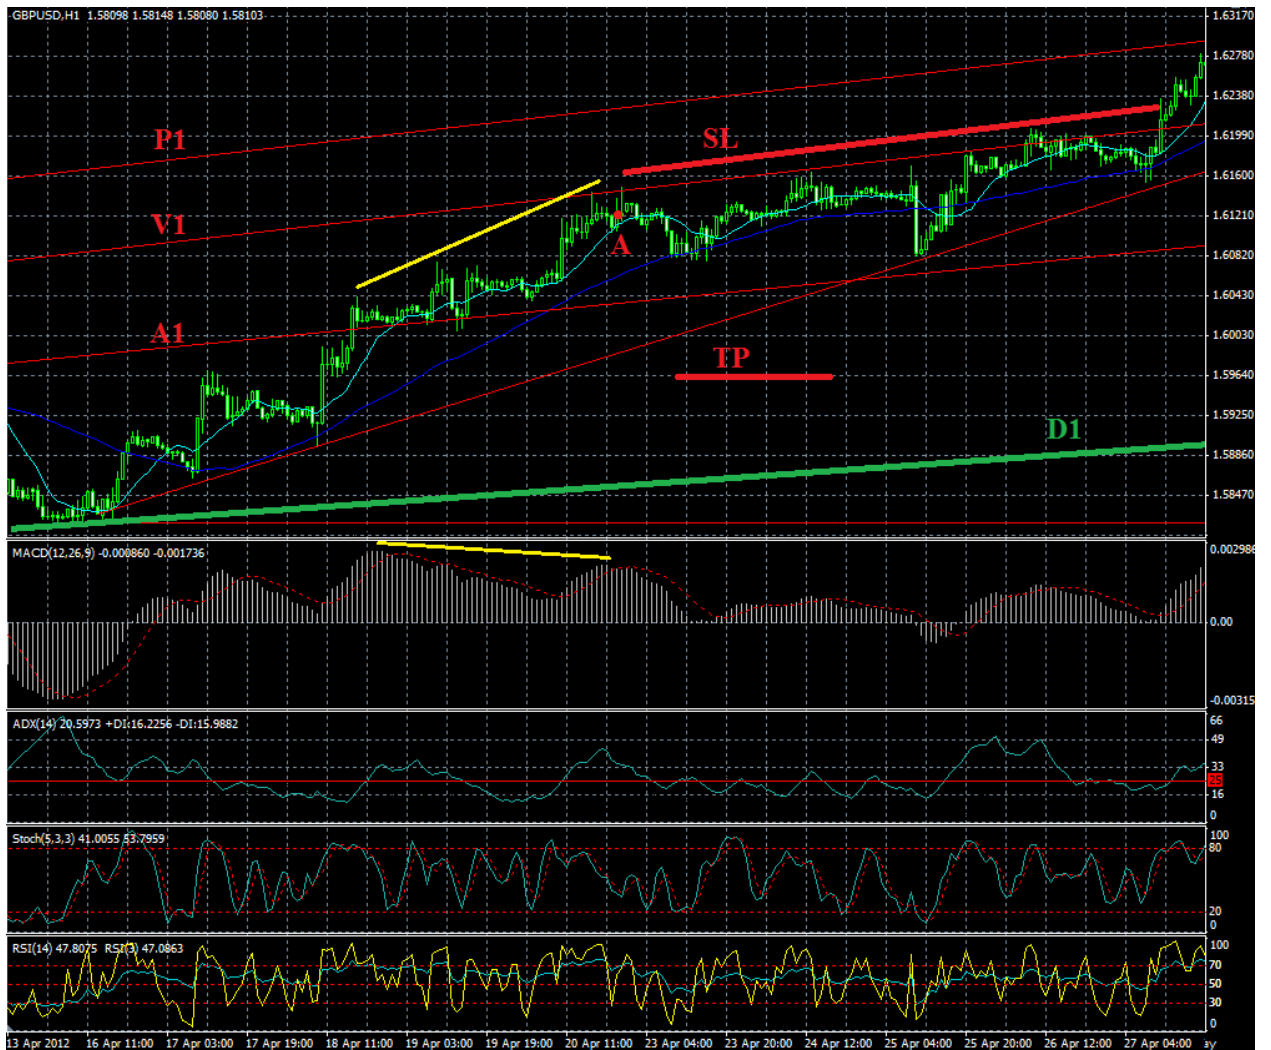 GBPUSD,H1 1.58098 1.58148 1.58080 1.58103
1.63170
1.62780
1.62380
1.61990
1.61600
1.61210
1.60820
1.60430
1.60030
1.59640
1.59250
1.58860
1.58470
P1
V1
A1
SL
A
TP
D1
MACD(12,26,9) -0.000860 -0.001736
0.002986
0.00
-0.00315
ADX(14) 20.5973 +DI:16.2256 -DI:15.9882
66
49
33
25
16
0
Stoch(5,3,3) 41.0055 53.7959
100
80
20
0
RSI(14) 47.8075 RSI(3) 47.0863
100
70
50
30
0
13 Apr 2012 16 Apr 11:00 17 Apr 03:00 17 Apr 19:00 18 Apr 11:00 19 Apr 03:00 19 Apr 19:00 20 Apr 11:00 23 Apr 04:00 23 Apr 20:00 24 Apr 12:00 25 Apr 04:00 25 Apr 20:00 26 Apr 12:00 27 Apr 04:00